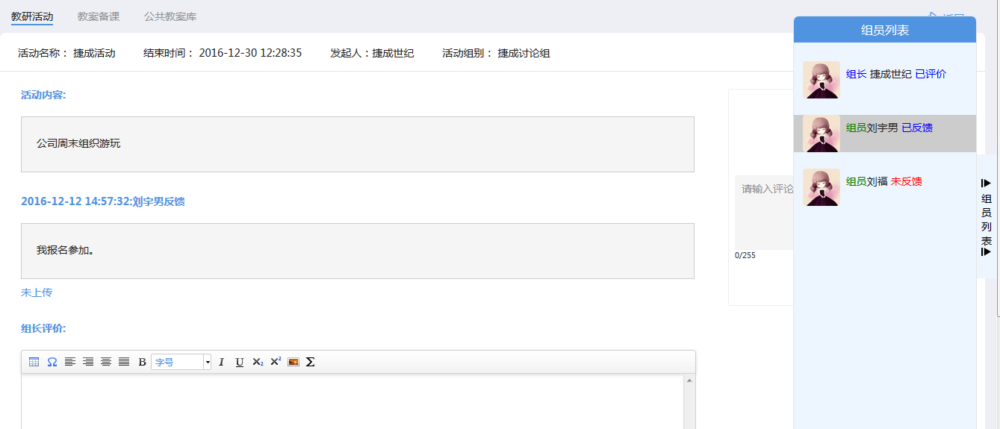 教研活动 教案备课 公共教案库
活动名称： 捷成活动 结束时间： 2016-12-30 12:28:35 发起人：捷成世纪 活动组别： 捷成讨论组
活动内容:
公司周末组织游玩
2016-12-12 14:57:32:刘宇男反馈
我报名参加。
未上传
组长评价:
B 字号 I U X₂ X² Σ
请输入评论
0/255
组员列表
组长 捷成世纪 已评价
组员刘宇男 已反馈
组员刘福 未反馈
组员列表